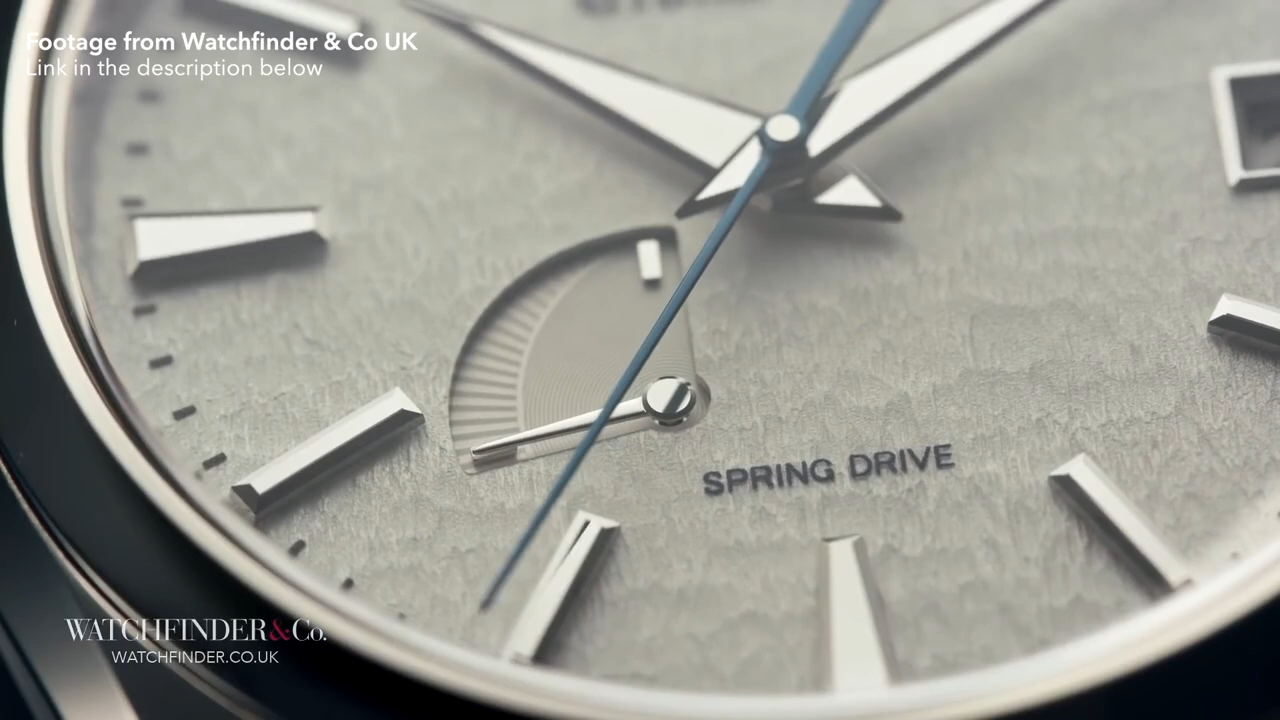 Footage from Watchfinder & Co UK
Link in the description below
SPRING DRIVE
WATCHFINDER&Co.
WATCHFINDER.CO.UK